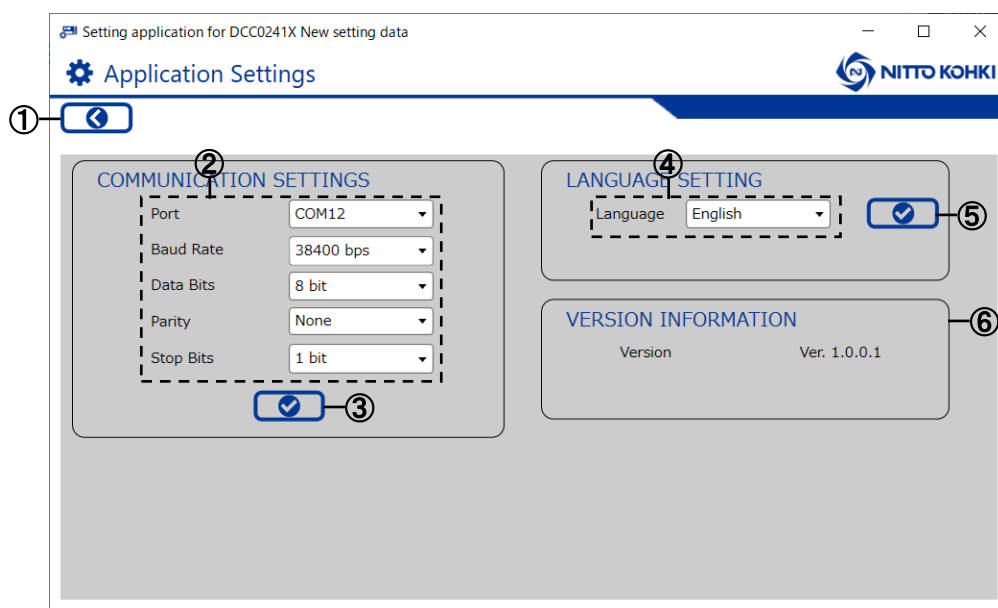 Setting application for DCC0241X New setting data
Application Settings
NITTO KOHKI
①
②
COMMUNICATION SETTINGS
Port COM12
Baud Rate 38400 bps
Data Bits 8 bit
Parity None
Stop Bits 1 bit
③
④
LANGUAGE SETTING
Language English
⑤
VERSION INFORMATION
⑥
Version Ver. 1.0.0.1